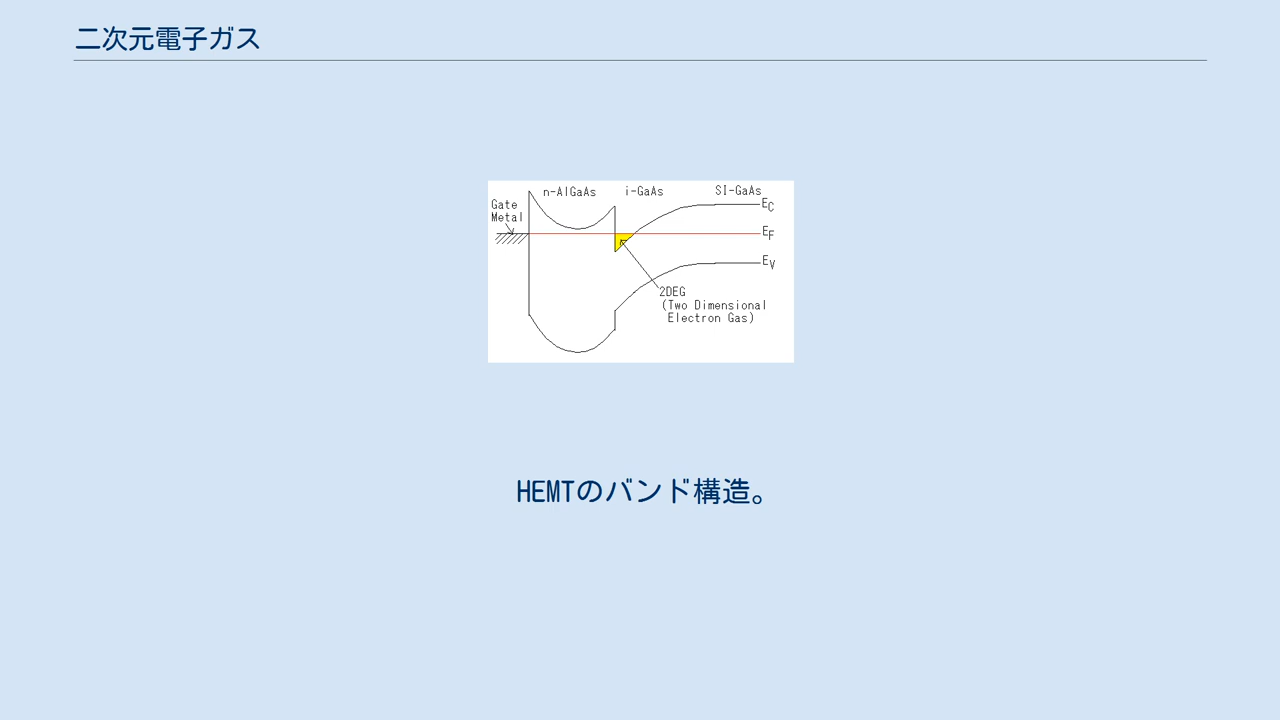 二次元電子ガス
n-AlGaAs i-GaAs SI-GaAs
Gate
Metal
EC
EF
EV
2DEG
(Two Dimensional
Electron Gas)
HEMTのバンド構造。